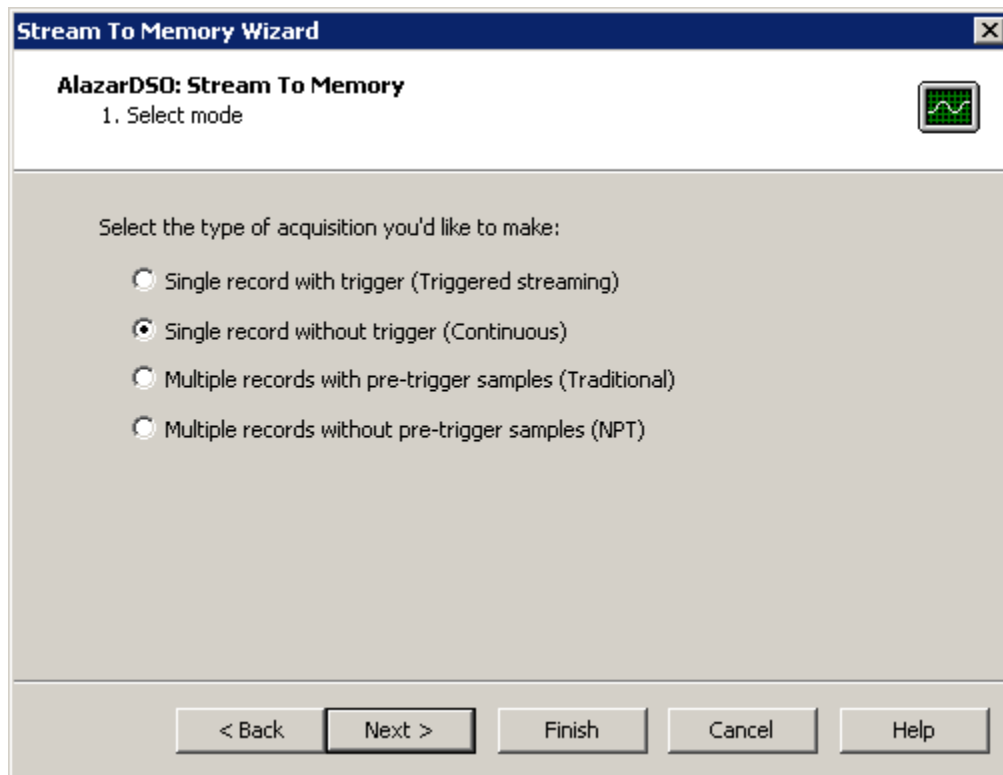 Stream To Memory Wizard
AlazarDSO: Stream To Memory
1. Select mode
Select the type of acquisition you'd like to make:
Single record with trigger (Triggered streaming)
Single record without trigger (Continuous)
Multiple records with pre-trigger samples (Traditional)
Multiple records without pre-trigger samples (NPT)
< Back Next > Finish Cancel Help